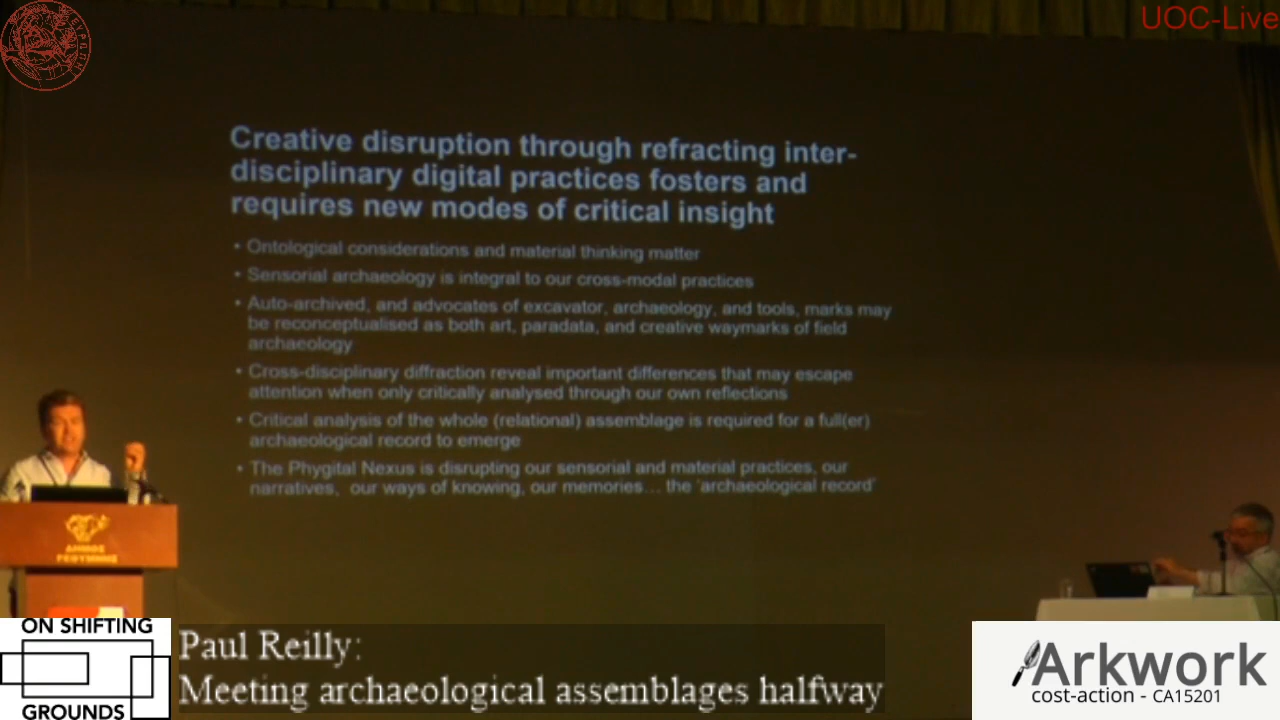 UOC-Live
Creative disruption through refracting inter-
disciplinary digital practices fosters and
requires new modes of critical insight
• Ontological considerations and material thinking matter
• Sensorial archaeology is integral to our cross-modal practices
• Auto-archived, and advocates of excavator, archaeology, and tools, marks may
be reconceptualised as both art, paradata, and creative waymarks of field
archaeology
• Cross-disciplinary diffraction reveal important differences that may escape
attention when only critically analysed through our own reflections
• Critical analysis of the whole (relational) assemblage is required for a full(er)
archaeological record to emerge
• The Phygital Nexus is disrupting our sensorial and material practices, our
narratives, our ways of knowing, our memories... the 'archaeological record'
ΔΗΜΟΣ
ΡΕΘΥΜΝΗΣ
ON SHIFTING
GROUNDS
Paul Reilly:
Meeting archaeological assemblages halfway
Arkwork
cost-action - CA15201